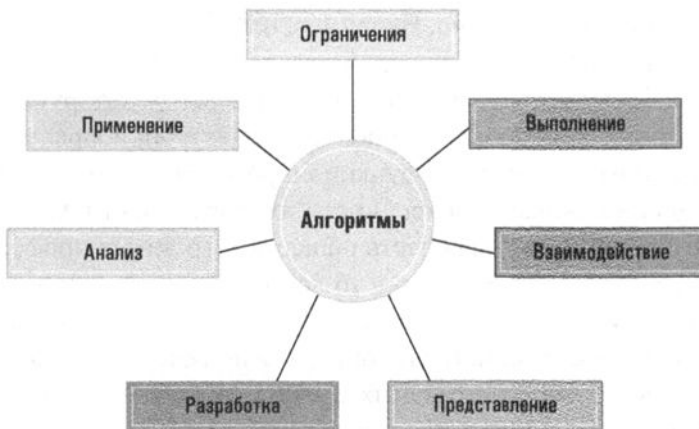 Ограничения
Применение
Выполнение
Алгоритмы
Анализ
Взаимодействие
Разработка
Представление